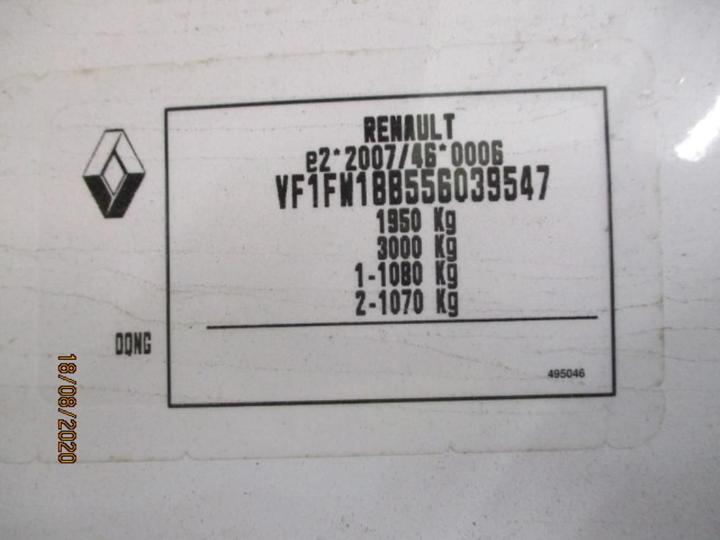 RENAULT
e2*2007/46*0006
VF1FW18B556039547
1950 Kg
3000 Kg
1-1080 Kg
2-1070 Kg
DQNG
495046
18/08/2020